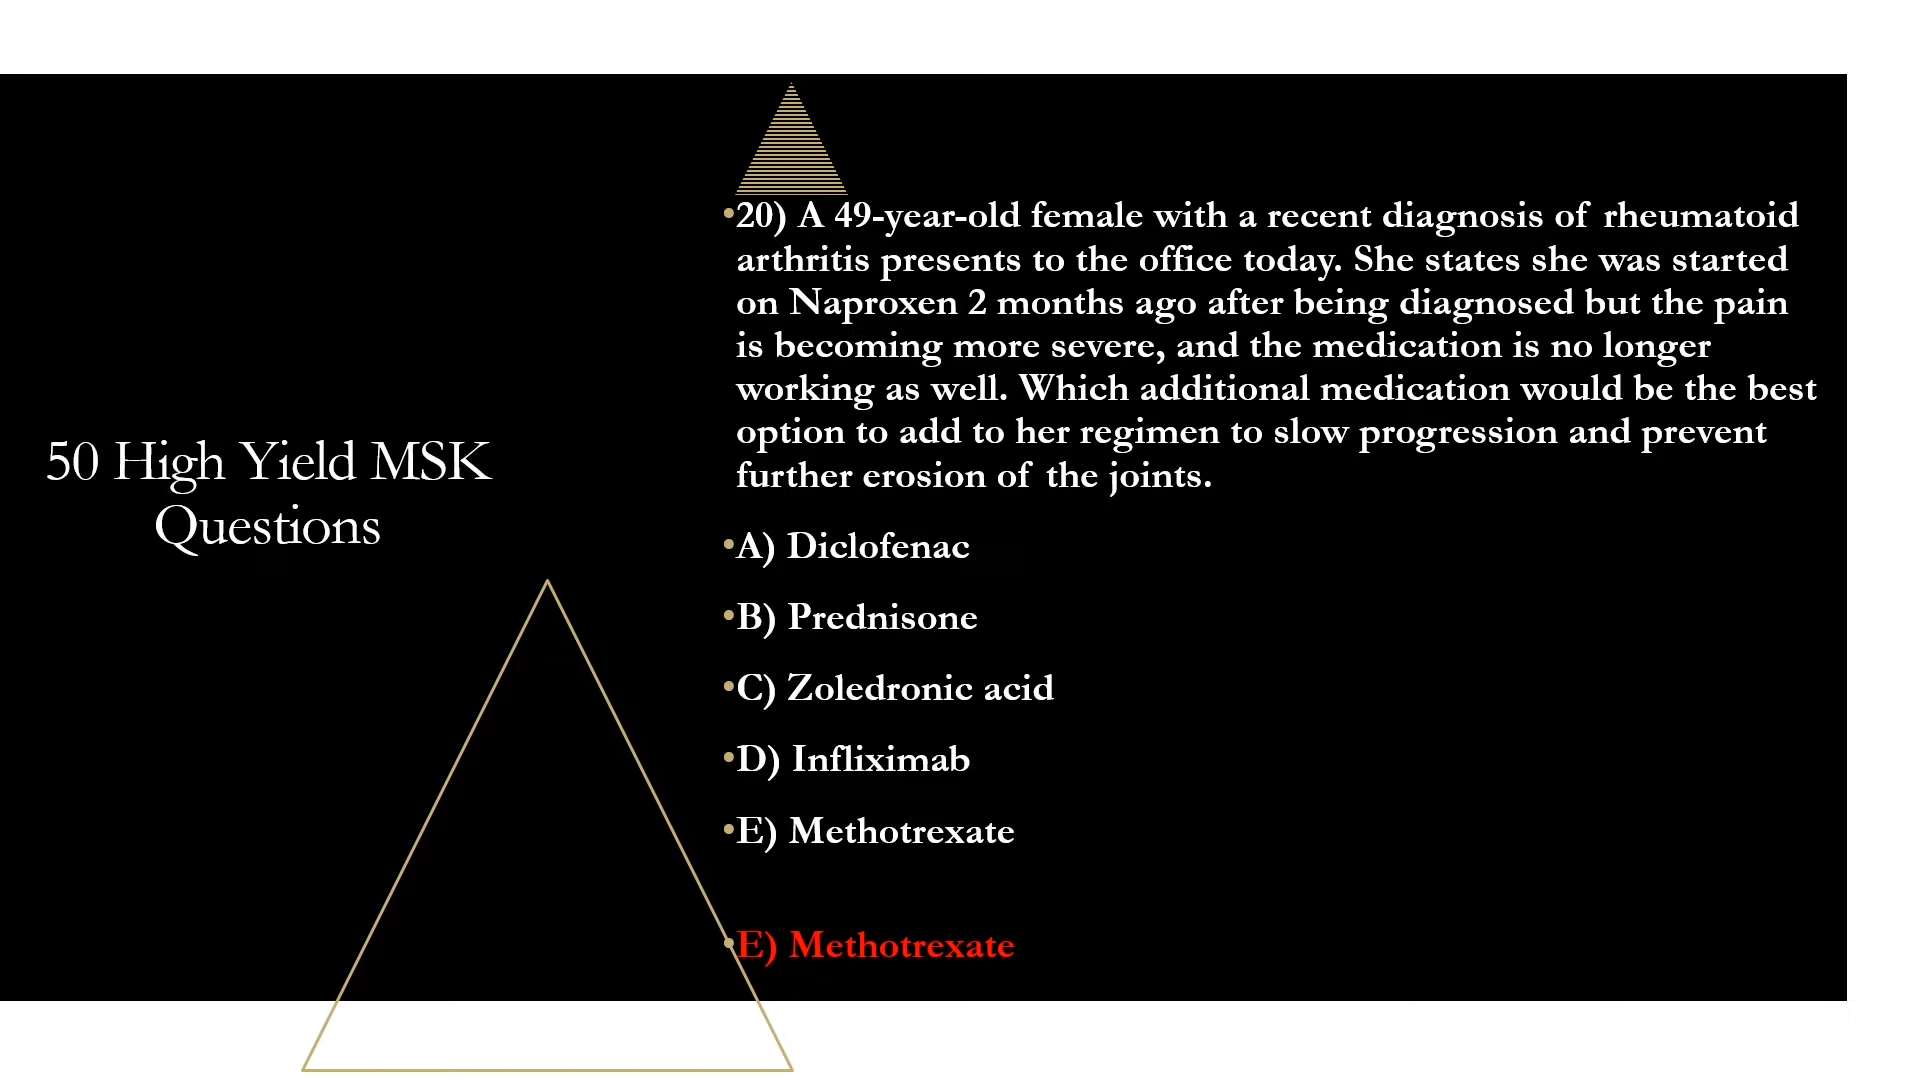 50 High Yield MSK
Questions
•20) A 49-year-old female with a recent diagnosis of rheumatoid
arthritis presents to the office today. She states she was started
on Naproxen 2 months ago after being diagnosed but the pain
is becoming more severe, and the medication is no longer
working as well. Which additional medication would be the best
option to add to her regimen to slow progression and prevent
further erosion of the joints.
•A) Diclofenac
•B) Prednisone
•C) Zoledronic acid
•D) Infliximab
•E) Methotrexate
•E) Methotrexate